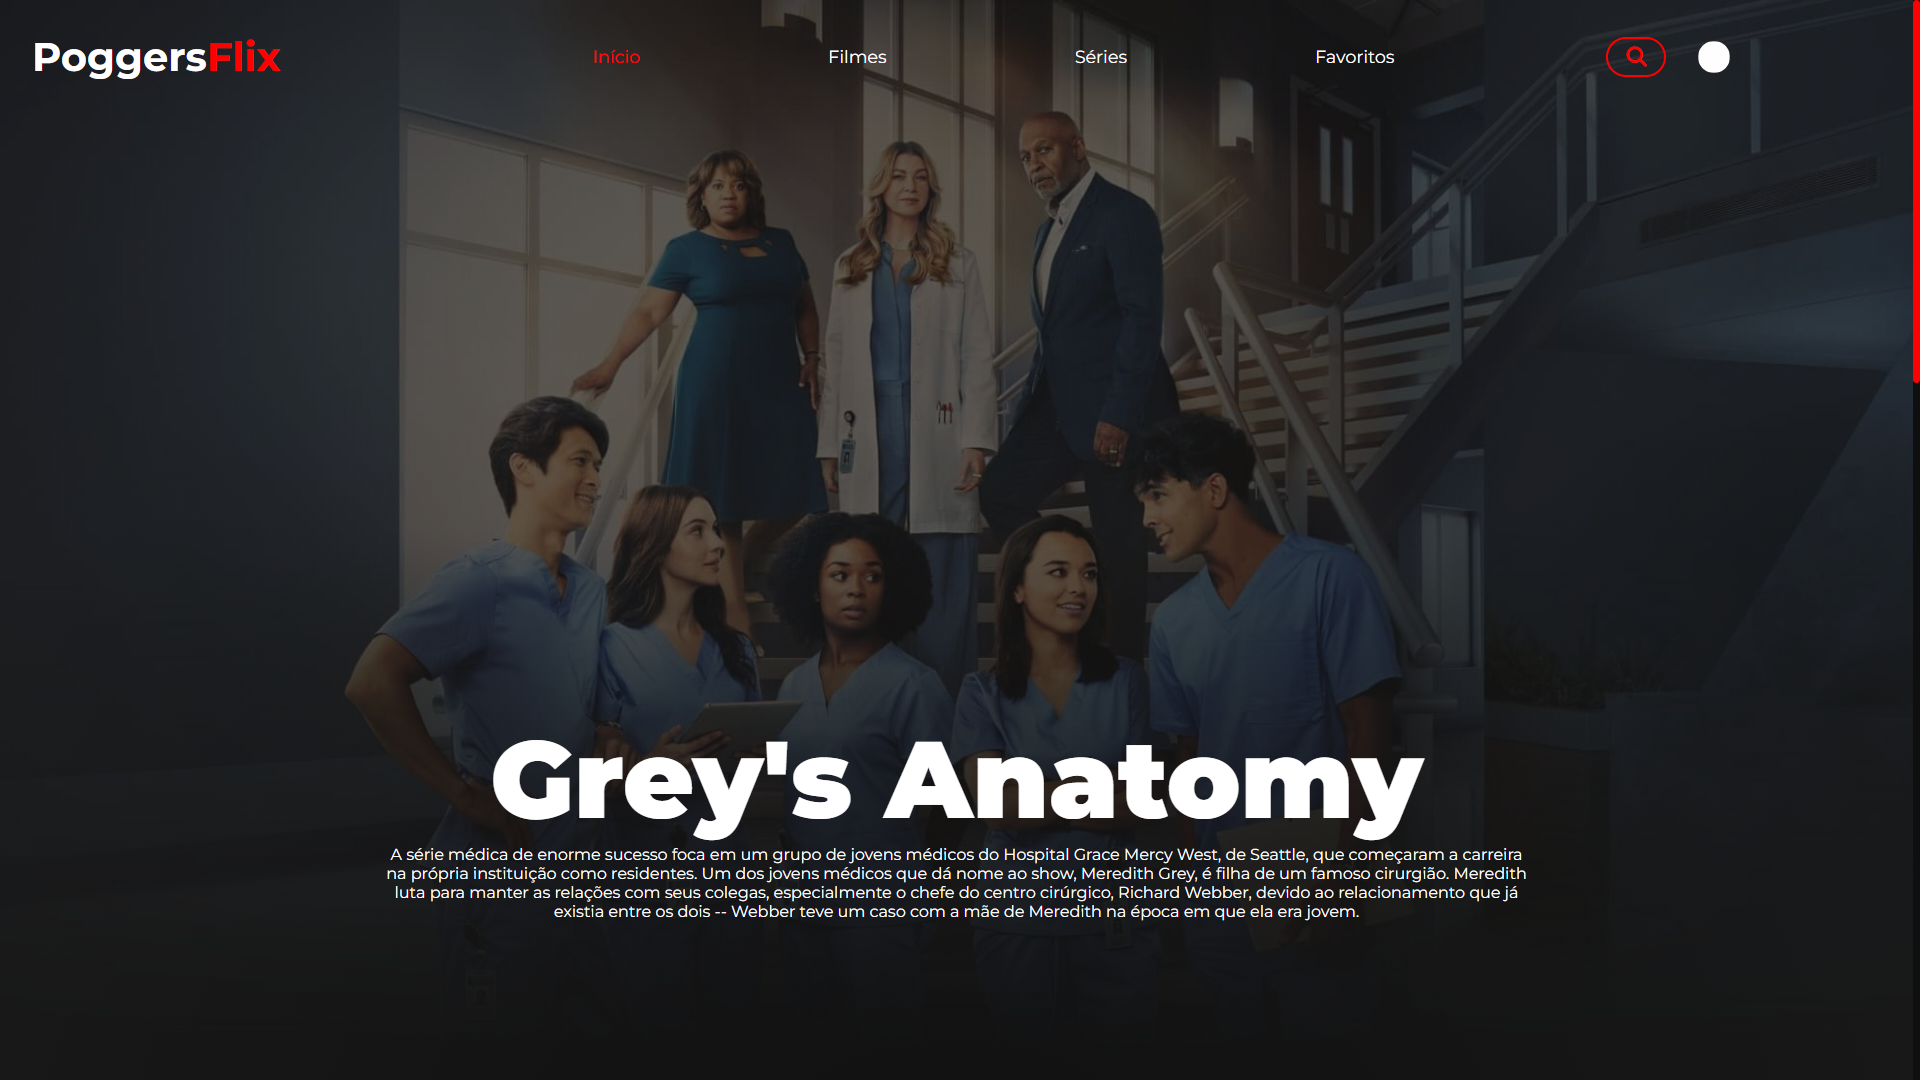 PoggersFlix
Início
Filmes
Séries
Favoritos
Grey's Anatomy
A série médica de enorme sucesso foca em um grupo de jovens médicos do Hospital Grace Mercy West, de Seattle, que começaram a carreira
na própria instituição como residentes. Um dos jovens médicos que dá nome ao show, Meredith Grey, é filha de um famoso cirurgião. Meredith
luta para manter as relações com seus colegas, especialmente o chefe do centro cirúrgico, Richard Webber, devido ao relacionamento que já
existia entre os dois -- Webber teve um caso com a mãe de Meredith na época em que ela era jovem.